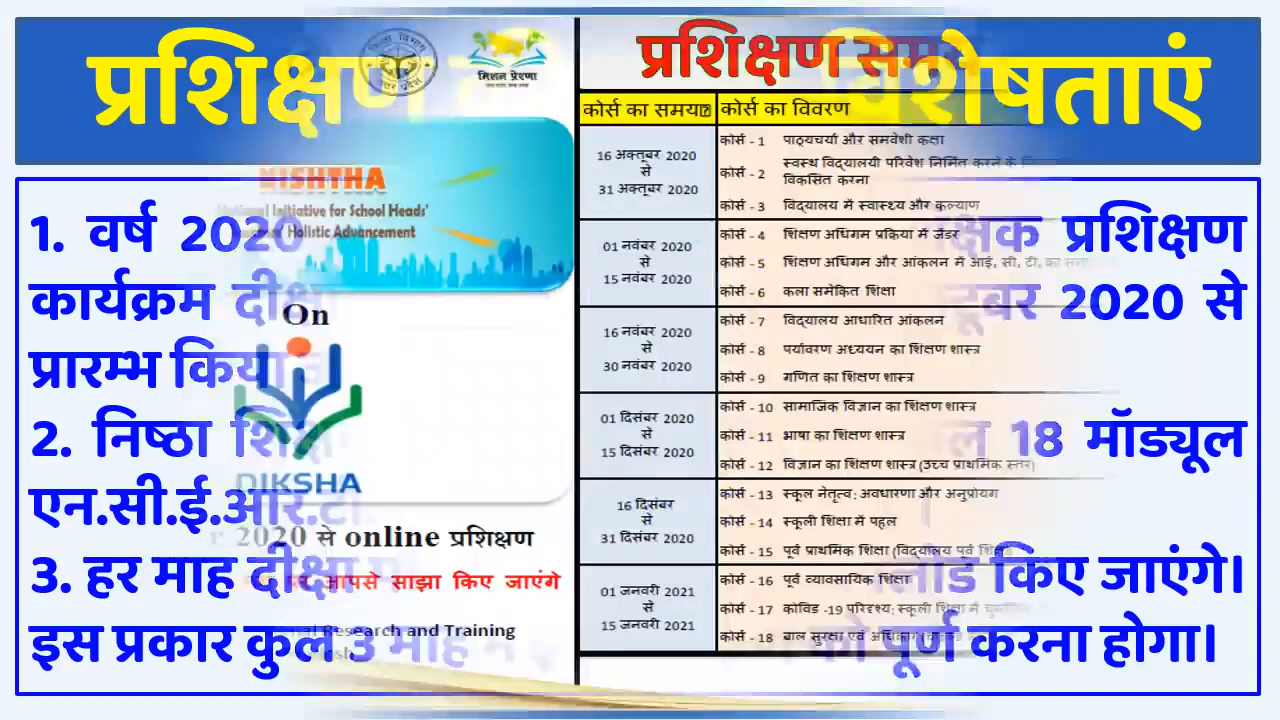 प्रशिक्षण
विशेषताएं
मिशन प्रेरणा
NISHTHA
Initiative for School Heads'
Holistic Advancement
On
DIKSHA
2020 से online प्रशिक्षण
आपसे साझा किए जाएंगे
Research and Training
प्रशिक्षण
कोर्स का समय
कोर्स का विवरण
16 अक्तूबर 2020
से
31 अक्तूबर 2020
कोर्स - 1 पाठ्यचर्या और समवेशी कक्षा
कोर्स - 2 स्वस्थ विद्यालयी परिवेश निर्मित करने के
विकसित करना
कोर्स - 3 विद्यालय में स्वास्थ्य और कल्याण
01 नवंबर 2020
से
15 नवंबर 2020
कोर्स - 4 शिक्षण अधिगम प्रक्रिया में जेंडर
कोर्स - 5 शिक्षण अधिगम और आंकलन में आई, सी, टी, का
कोर्स - 6 कला समेकित शिक्षा
16 नवंबर 2020
से
30 नवंबर 2020
कोर्स - 7 विद्यालय आधारित आंकलन
कोर्स - 8 पर्यावरण अध्ययन का शिक्षण शास्त्र
कोर्स - 9 गणित का शिक्षण शास्त्र
01 दिसंबर 2020
से
15 दिसंबर 2020
कोर्स - 10 सामाजिक विज्ञान का शिक्षण शास्त्र
कोर्स - 11 भाषा का शिक्षण शास्त्र
कोर्स - 12 विज्ञान का शिक्षण शास्त्र (उच्च प्राथमिक स्तर)
16 दिसंबर
से
31 दिसंबर 2020
कोर्स - 13 स्कूल नेतृत्व: अवधारणा और अनुप्रोयग
कोर्स - 14 स्कूली शिक्षा में पहल
कोर्स - 15 पूर्व प्राथमिक शिक्षा (विद्यालय पूर्व शिक्षा
01 जनवरी 2021
से
15 जनवरी 2021
कोर्स - 16 पूर्व व्यावसायिक शिक्षा
कोर्स - 17 कोविड -19 परिदृश्य: स्कूली शिक्षा में
कोर्स - 18 बाल सुरक्षा एवं अधिकार
1. वर्ष 2020 प्रशिक्षण
कार्यक्रम दीक्षा 2020 से
प्रारम्भ किया
2. निष्ठा 18 मॉड्यूल
एन.सी.ई.आर.टी.
3. हर माह दीक्षा किए जाएंगे।
इस प्रकार कुल 3 माह में को पूर्ण करना होगा।